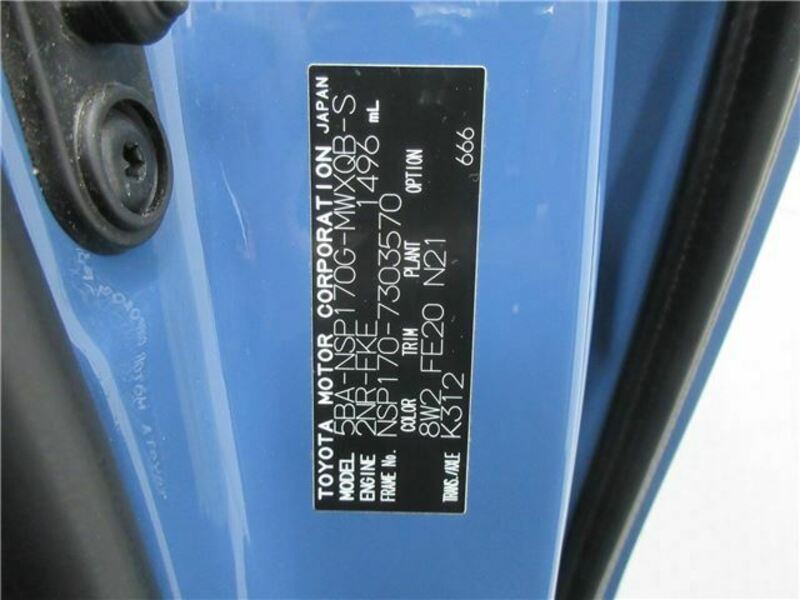 TOYOTA MOTOR CORPORATION JAPAN
MODEL 5BA-NSP170G-MWXQB-S
ENGINE 2NR-FKE 1496 mL
FRAME No. NSP170-7303570
COLOR TRIM PLANT OPTION
8W2 FE20 N21
TRANS./AXLE K312 666